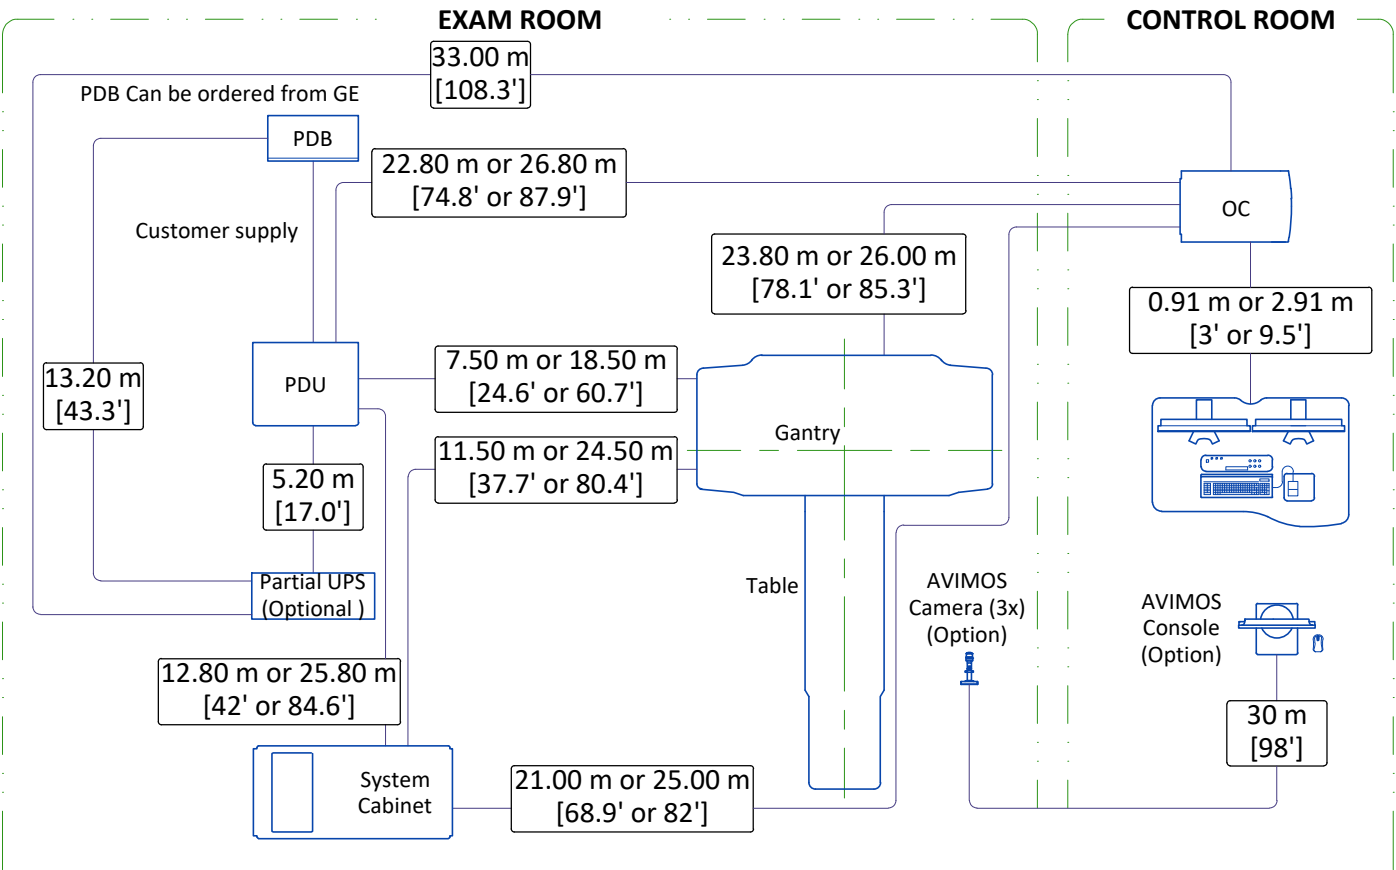 EXAM ROOM
CONTROL ROOM
33.00 m
[108.3']
PDB Can be ordered from GE
PDB
22.80 m or 26.80 m
[74.8' or 87.9']
OC
Customer supply
23.80 m or 26.00 m
[78.1' or 85.3']
0.91 m or 2.91 m
[3' or 9.5']
13.20 m
[43.3']
PDU
7.50 m or 18.50 m
[24.6' or 60.7']
Gantry
11.50 m or 24.50 m
[37.7' or 80.4']
5.20 m
[17.0']
Partial UPS
(Optional )
Table
AVIMOS
Camera (3x)
(Option)
AVIMOS
Console
(Option)
12.80 m or 25.80 m
[42' or 84.6']
30 m
[98']
System
Cabinet
21.00 m or 25.00 m
[68.9' or 82']